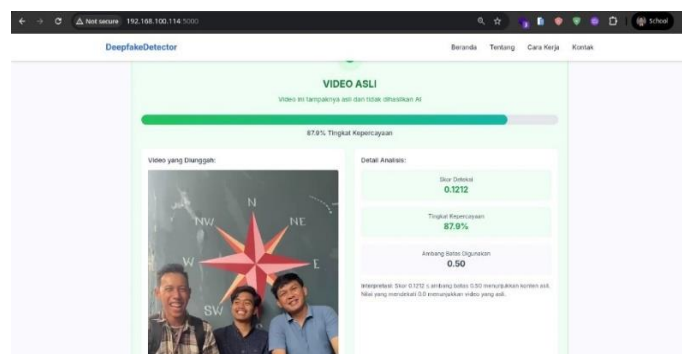 Not secure 192.168.100.114:5000
School
DeepfakeDetector
Beranda Tentang Cara Kerja Kontak
VIDEO ASLI
Video ini tampaknya asli dan tidak dihasilkan AI
87.9% Tingkat Kepercayaan
Video yang Diunggah:
N
NW
NE
W
E
SW
Detail Analisis:
Skor Deteksi
0.1212
Tingkat Kepercayaan
87.9%
Ambang Batas Digunakan
0.50
Interpretasi: Skor 0.1212 ≤ ambang batas 0.50 menunjukkan konten asli.
Nilai yang mendekati 0.0 menunjukkan video yang asli.